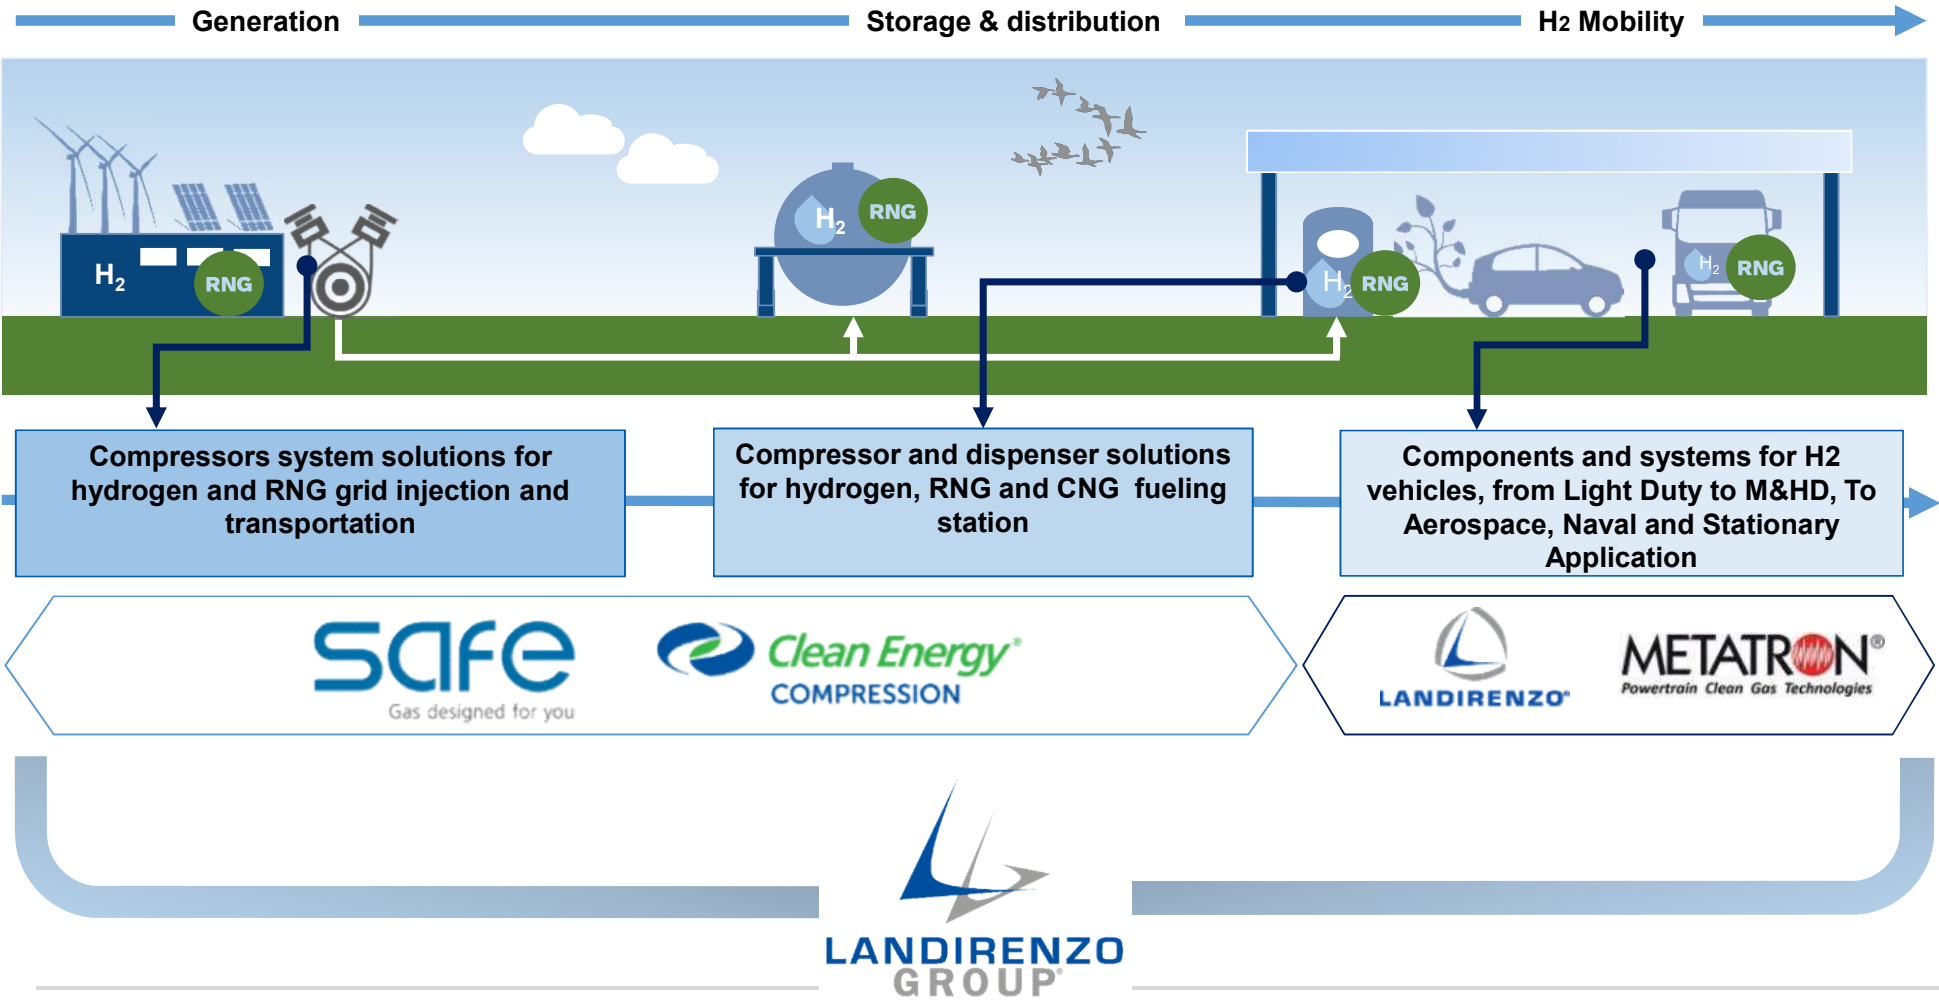 Generation
Storage & distribution
H2 Mobility
H2
RNG
H2
RNG
H2
RNG
H2
RNG
Compressors system solutions for
hydrogen and RNG grid injection and
transportation
Compressor and dispenser solutions
for hydrogen, RNG and CNG fueling
station
Components and systems for H2
vehicles, from Light Duty to M&HD, To
Aerospace, Naval and Stationary
Application
safe
Gas designed for you
Clean Energy®
COMPRESSION
LANDIRENZO®
METATRON®
Powertrain Clean Gas Technologies
LANDIRENZO
GROUP®